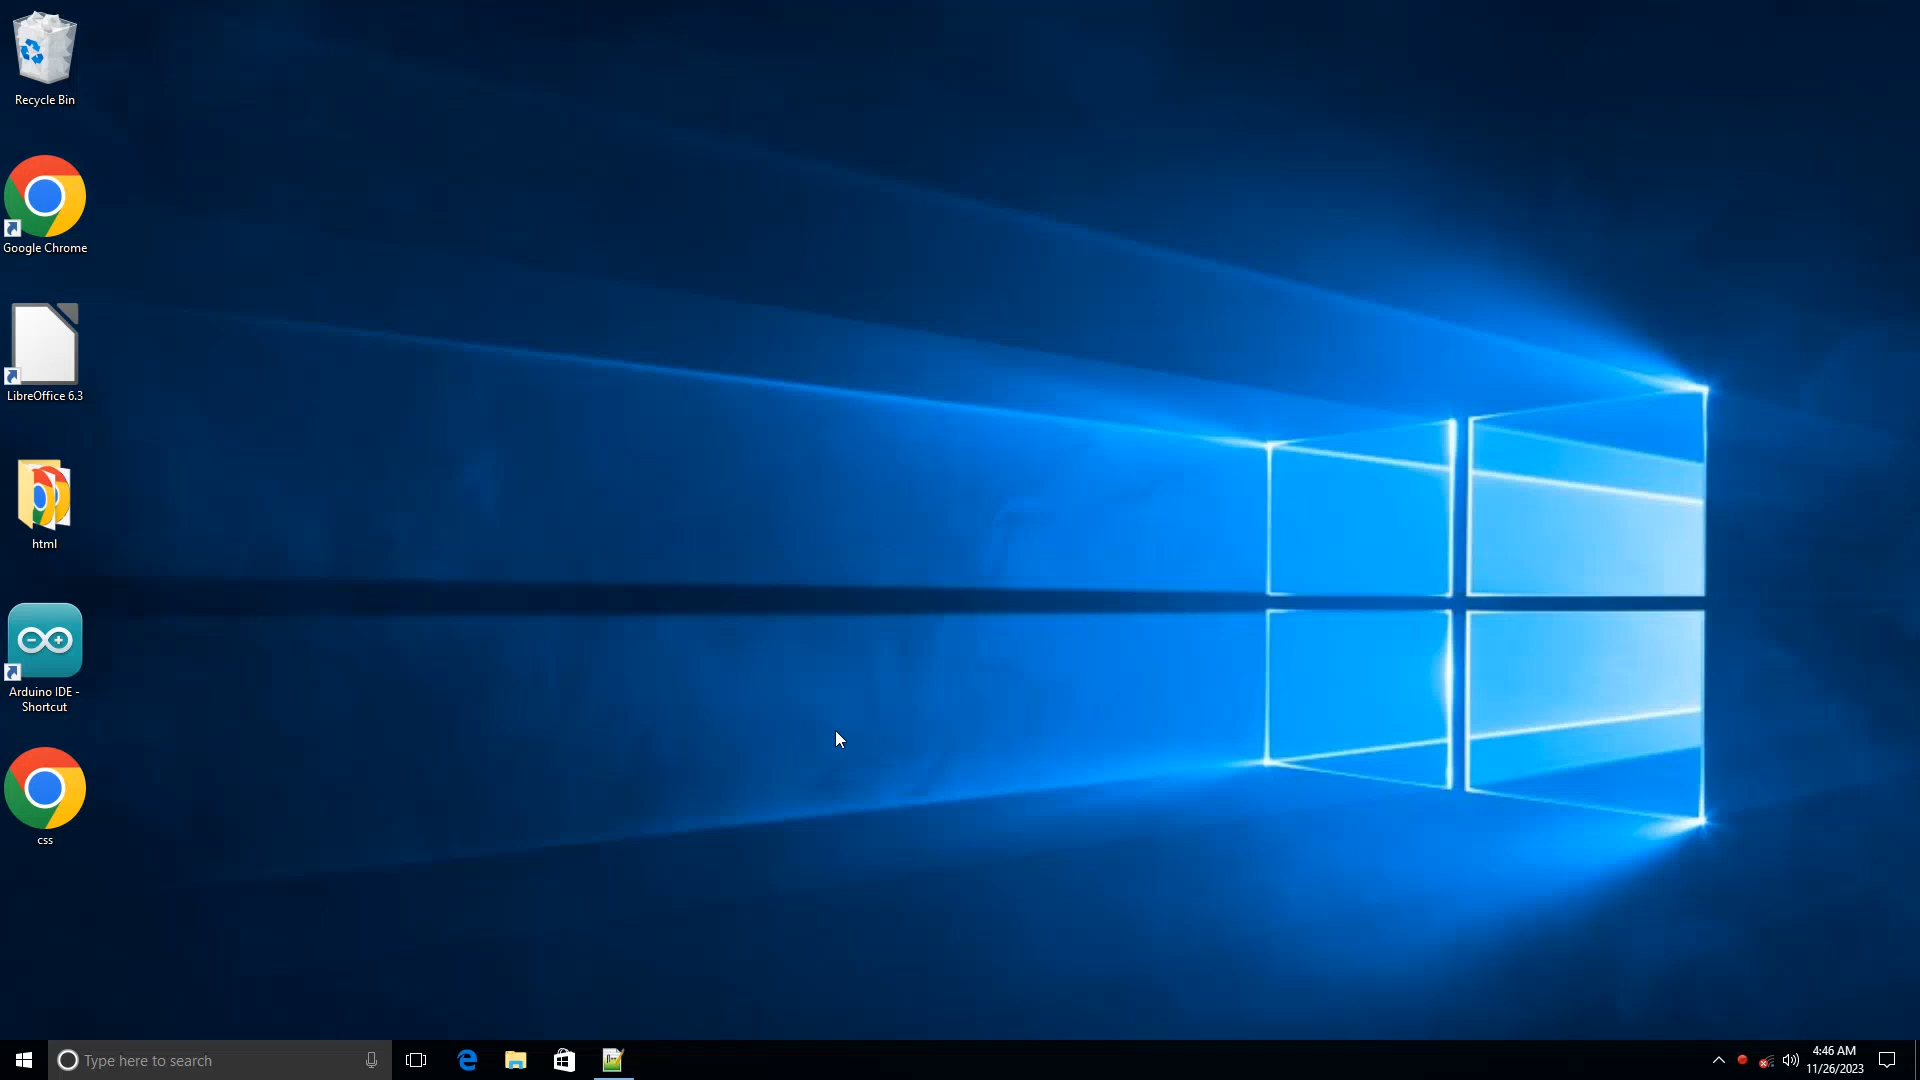 Recycle Bin
Google Chrome
LibreOffice 6.3
html
Arduino IDE -
Shortcut
css
Type here to search
4:46 AM
11/26/2023